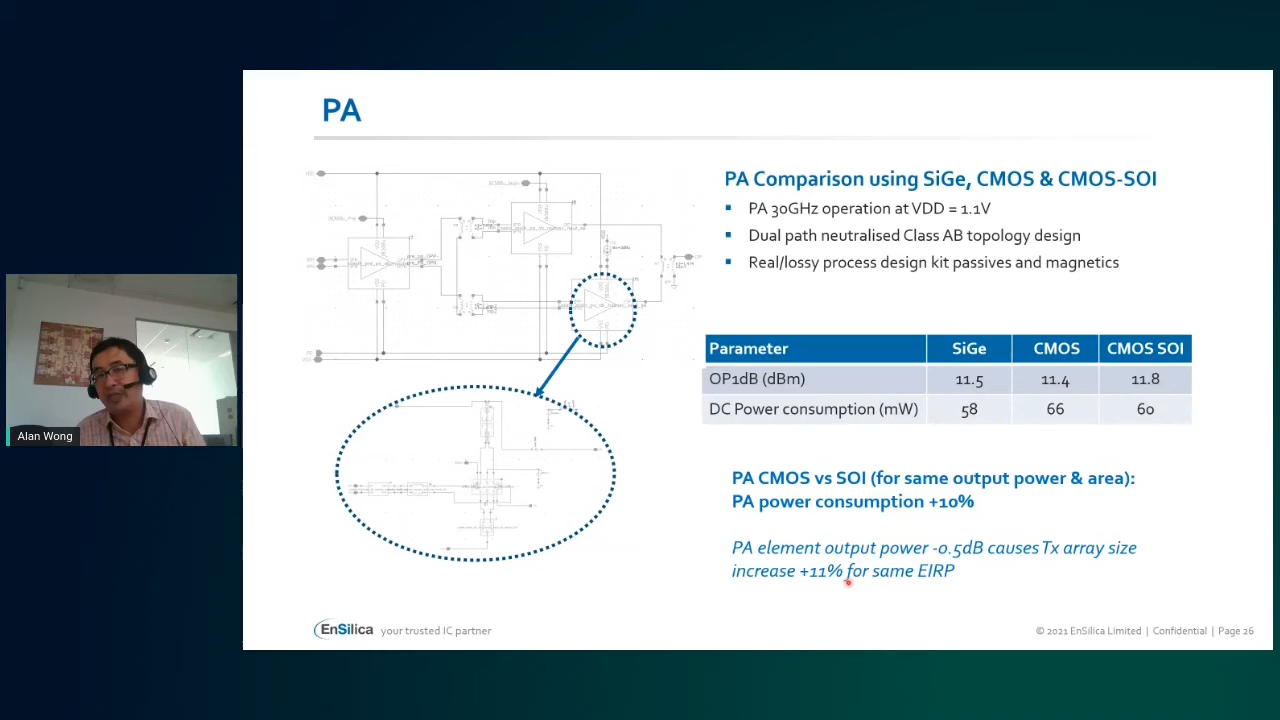 PA
PA Comparison using SiGe, CMOS & CMOS-SOI
PA 30GHz operation at VDD = 1.1V
Dual path neutralised Class AB topology design
Real/lossy process design kit passives and magnetics
Parameter SiGe CMOS CMOS SOI
OP1dB (dBm) 11.5 11.4 11.8
DC Power consumption (mW) 58 66 60
PA CMOS vs SOI (for same output power & area):
PA power consumption +10%
PA element output power -0.5dB causes Tx array size
increase +11% for same EIRP
Alan Wong
EnSilica your trusted IC partner
© 2021 EnSilica Limited | Confidential | Page 26